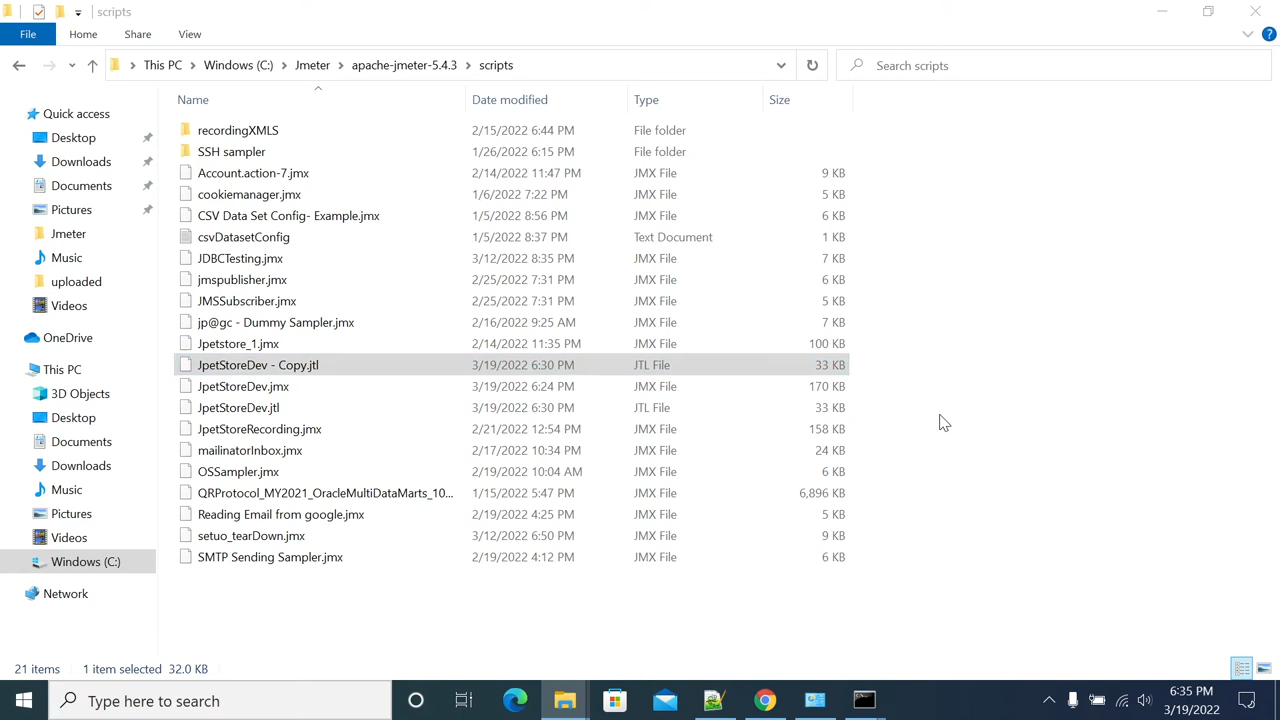 scripts
File Home Share View
This PC Windows (C:) Jmeter apache-jmeter-5.4.3 scripts Search scripts
Name Date modified Type Size
Quick access
Desktop
Downloads
Documents
Pictures
Jmeter
Music
uploaded
Videos
OneDrive
This PC
3D Objects
Desktop
Documents
Downloads
Music
Pictures
Videos
Windows (C:)
Network
recordingXMLS 2/15/2022 6:44 PM File folder
SSH sampler 1/26/2022 6:15 PM File folder
Account.action-7.jmx 2/14/2022 11:47 PM JMX File 9 KB
cookiemanager.jmx 1/6/2022 7:22 PM JMX File 5 KB
CSV Data Set Config- Example.jmx 1/5/2022 8:56 PM JMX File 6 KB
csvDatasetConfig 1/5/2022 8:37 PM Text Document 1 KB
JDBCTesting.jmx 3/12/2022 8:35 PM JMX File 7 KB
jmspublisher.jmx 2/25/2022 7:31 PM JMX File 6 KB
JMSSubscriber.jmx 2/25/2022 7:31 PM JMX File 5 KB
jp@gc - Dummy Sampler.jmx 2/16/2022 9:25 AM JMX File 7 KB
Jpetstore_1.jmx 2/14/2022 11:35 PM JMX File 100 KB
JpetStoreDev - Copy.jtl 3/19/2022 6:30 PM JTL File 33 KB
JpetStoreDev.jmx 3/19/2022 6:24 PM JMX File 170 KB
JpetStoreDev.jtl 3/19/2022 6:30 PM JTL File 33 KB
JpetStoreRecording.jmx 2/21/2022 12:54 PM JMX File 158 KB
mailinatorInbox.jmx 2/17/2022 10:34 PM JMX File 24 KB
OSSampler.jmx 2/19/2022 10:04 AM JMX File 6 KB
QRProtocol_MY2021_OracleMultiDataMarts_10... 1/15/2022 5:47 PM JMX File 6,896 KB
Reading Email from google.jmx 2/19/2022 4:25 PM JMX File 5 KB
setuo_tearDown.jmx 3/12/2022 6:50 PM JMX File 9 KB
SMTP Sending Sampler.jmx 2/19/2022 4:12 PM JMX File 6 KB
21 items 1 item selected 32.0 KB
Type here to search
6:35 PM
3/19/2022